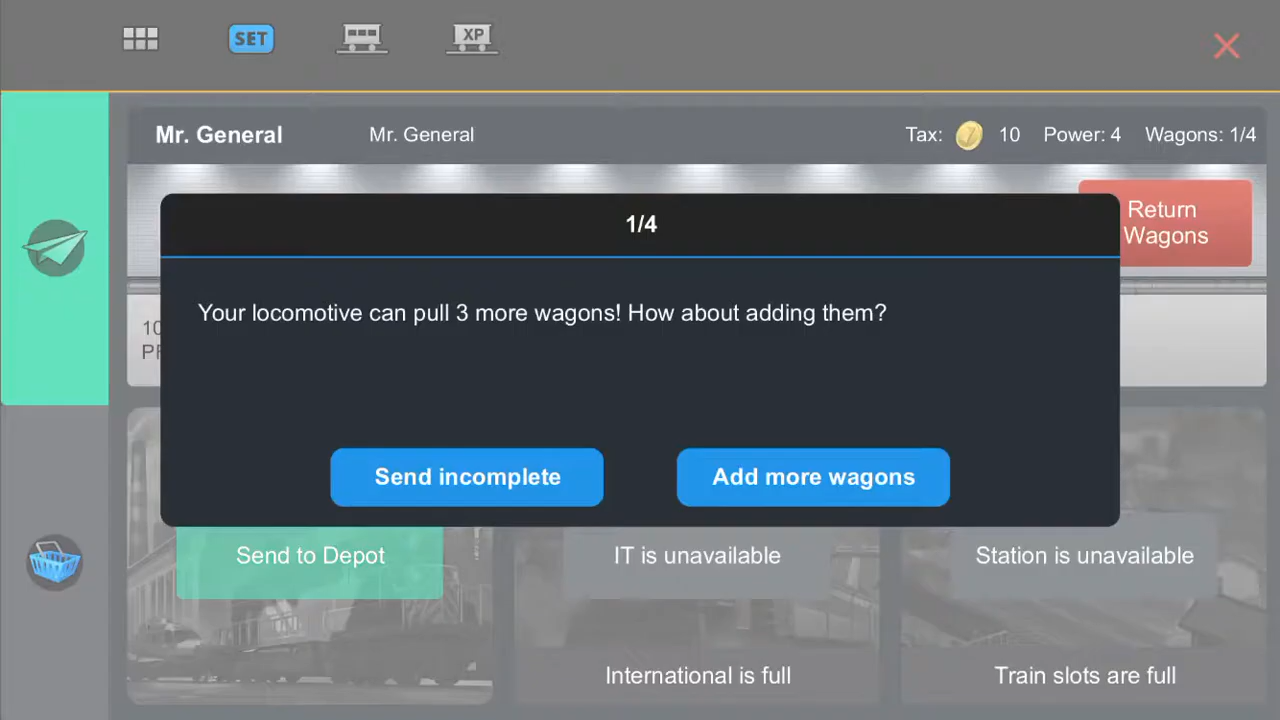 SET
XP
Mr. General
Mr. General
Tax: 10 Power: 4 Wagons: 1/4
Return
Wagons
1/4
Your locomotive can pull 3 more wagons! How about adding them?
Send incomplete
Add more wagons
Send to Depot
IT is unavailable
Station is unavailable
International is full
Train slots are full